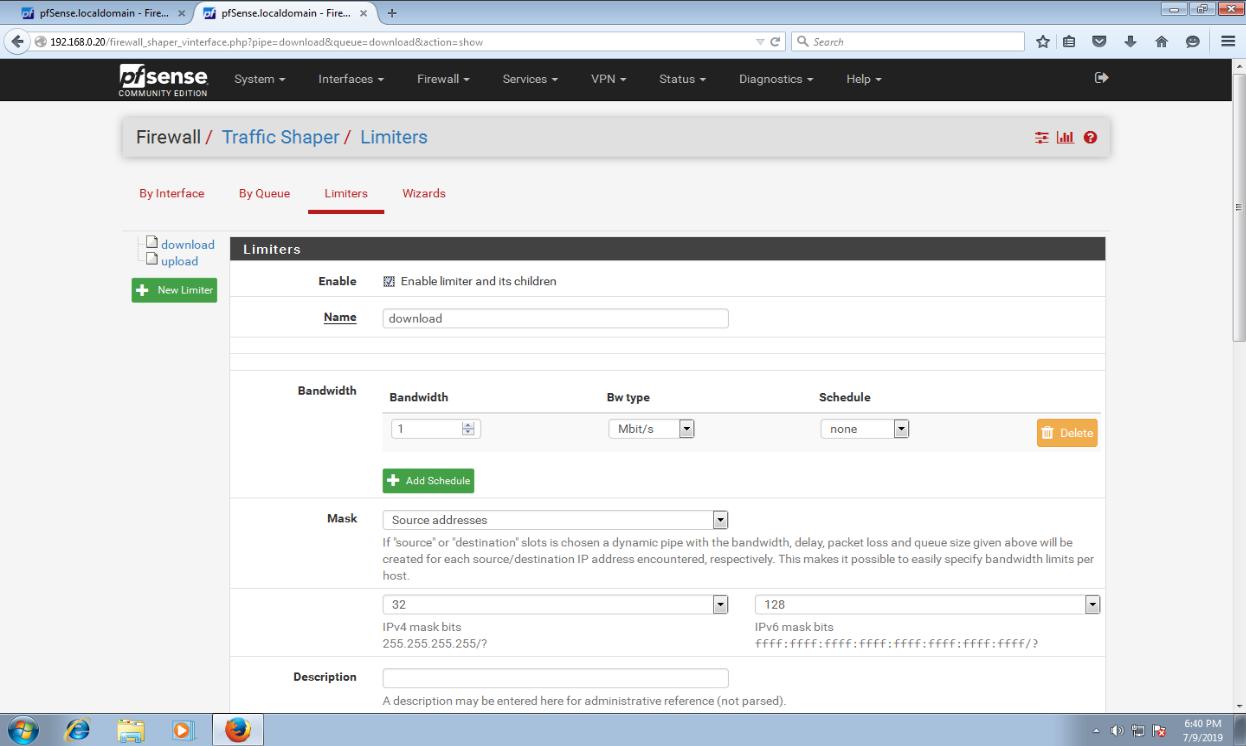 pfSense.localdomain - Fire...
pfSense.localdomain - Fire...
192.168.0.20/firewall_shaper_vinterface.php?pipe=download&queue=download&action=show
Search
pfsense
COMMUNITY EDITION
System
Interfaces
Firewall
Services
VPN
Status
Diagnostics
Help
Firewall / Traffic Shaper / Limiters
By Interface
By Queue
Limiters
Wizards
download
upload
New Limiter
Limiters
Enable
Enable limiter and its children
Name
download
Bandwidth
Bandwidth
Bw type
Schedule
1
Mbit/s
none
Delete
Add Schedule
Mask
Source addresses
If "source" or "destination" slots is chosen a dynamic pipe with the bandwidth, delay, packet loss and queue size given above will be
created for each source/destination IP address encountered, respectively. This makes it possible to easily specify bandwidth limits per
host.
32
128
IPv4 mask bits
255.255.255.255/?
IPv6 mask bits
ffff:ffff:ffff:ffff:ffff:ffff:ffff:ffff/?
Description
A description may be entered here for administrative reference (not parsed).
6:40 PM
7/9/2019